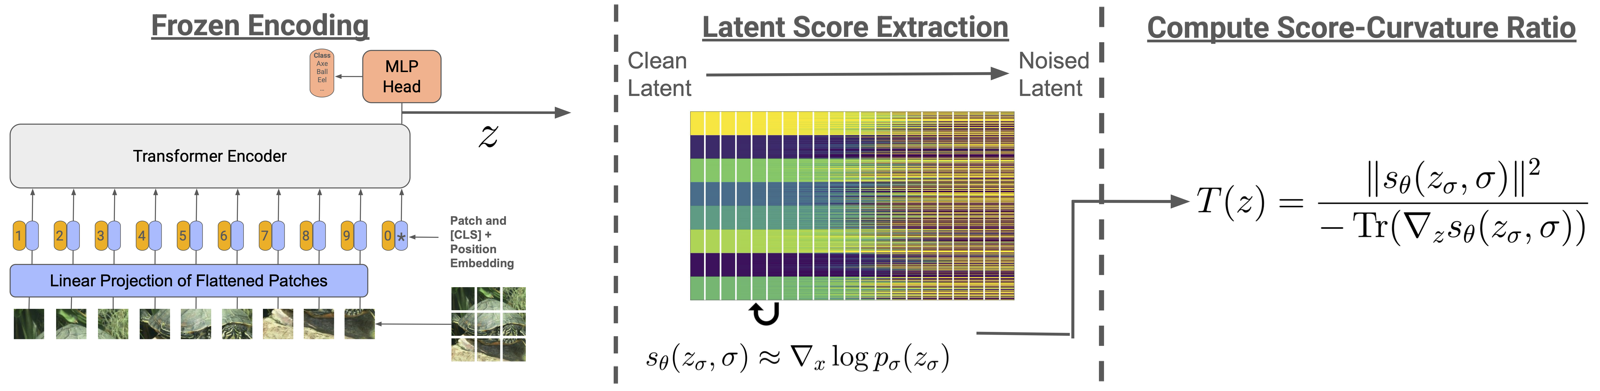 Frozen Encoding
Class
Axe
Ball
Eel
...
MLP
Head
z
Transformer Encoder
1 2 3 4 5 6 7 8 9 0 *
Patch and
[CLS] +
Position
Embedding
Linear Projection of Flattened Patches
Latent Score Extraction
Clean
Latent
Noised
Latent
s_θ(z_σ, σ) ≈ ∇_x log p_σ(z_σ)
Compute Score-Curvature Ratio
T(z) = ‖s_θ(z_σ, σ)‖² / − Tr(∇_z s_θ(z_σ, σ))